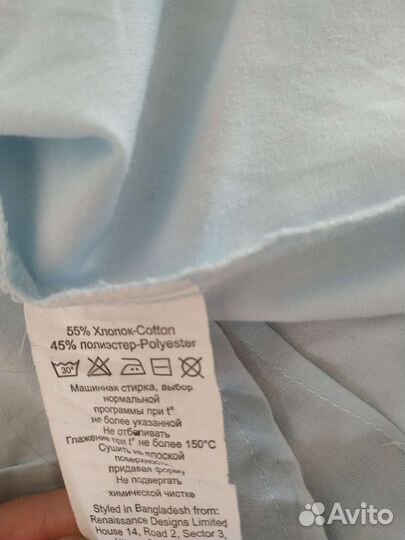 55% Хлопок-Cotton
45% полиэстер-Polyester
30°
Машинная стирка, выбор
нормальной
программы при t°
не более указанной
Не отбеливать
Глажение при t° не более 150°C
Сушить на плоской
поверхность
придавая форму
Не подвергать
химической чистке
Styled in Bangladesh from:
Renaissance Designs Limited
House 14, Road 2, Sector 3,
Avito